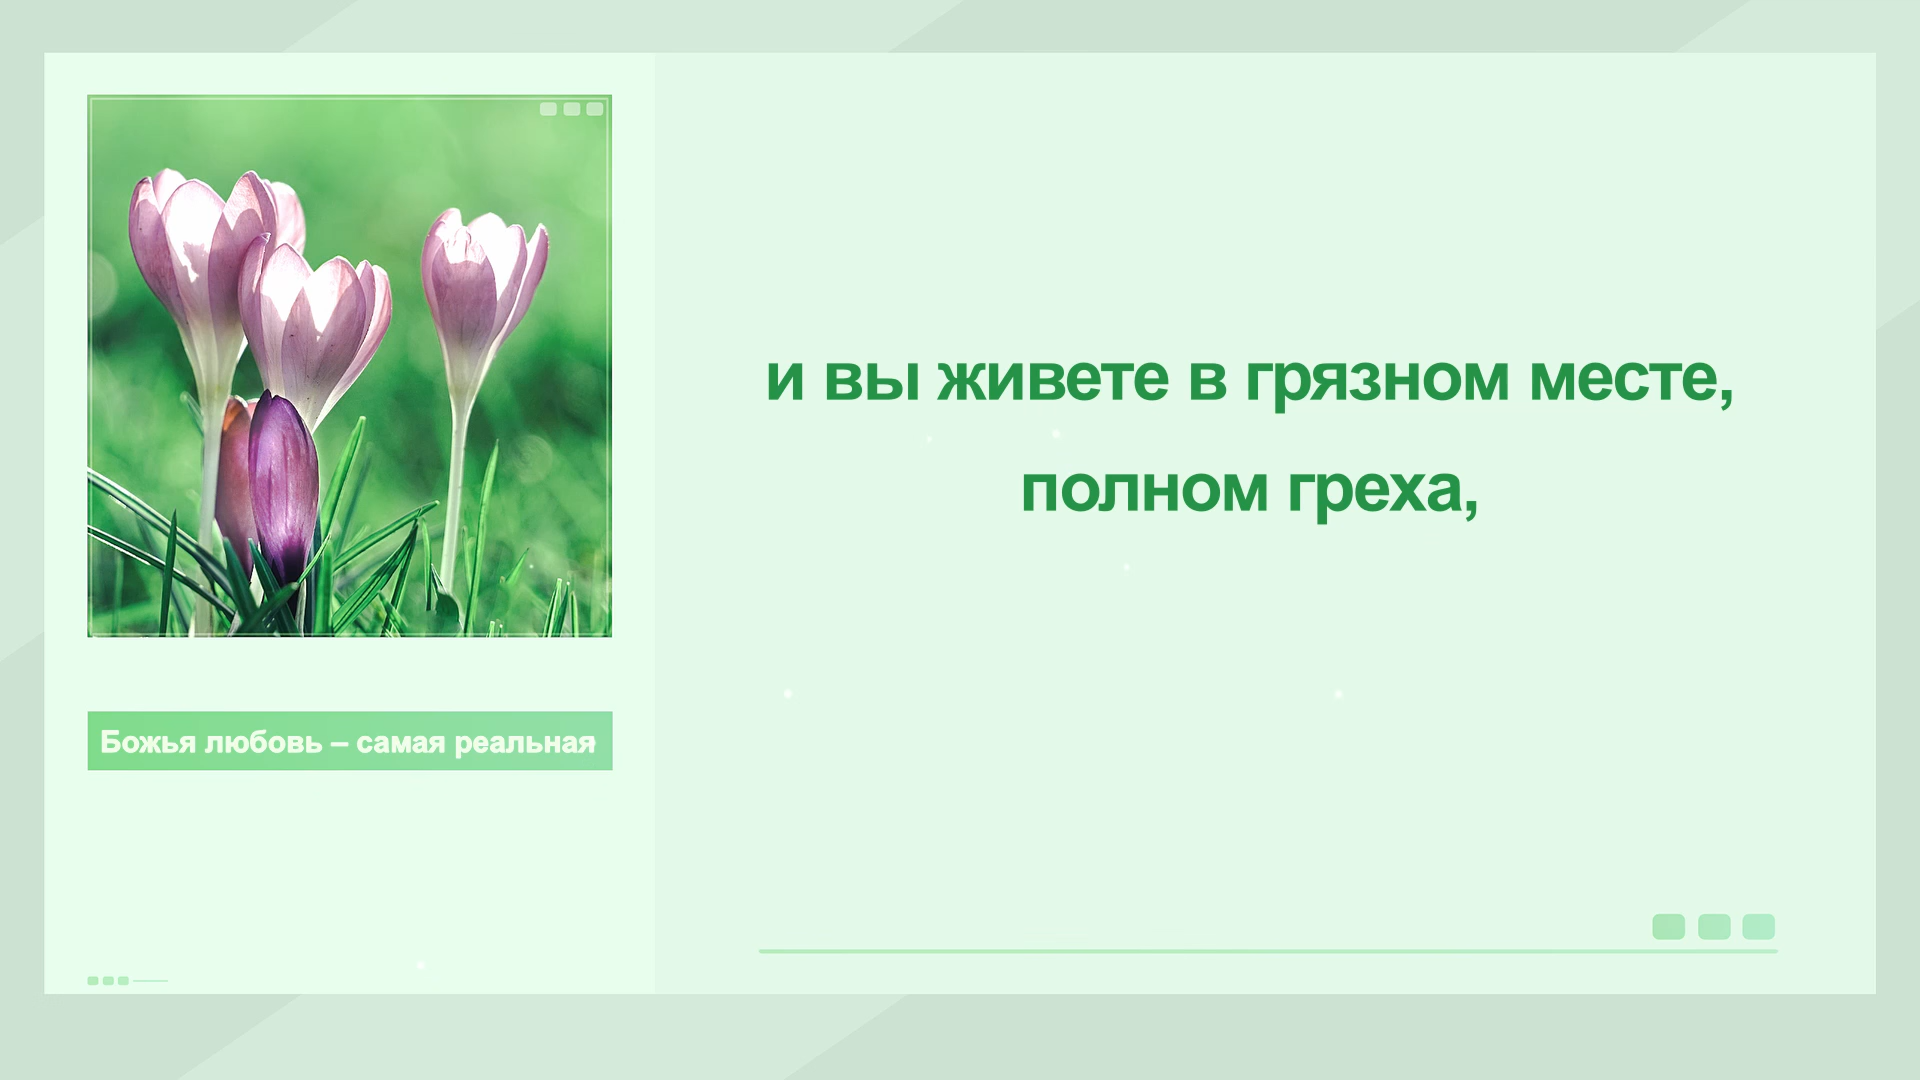 и вы живете в грязном месте,
полном греха,
Божья любовь – самая реальная